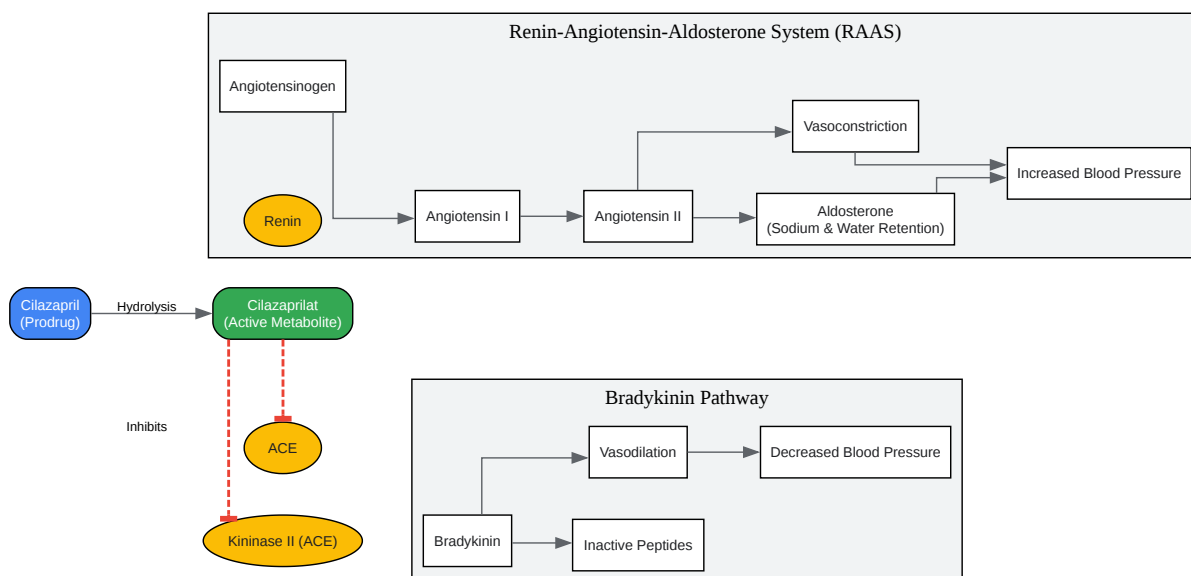 Renin-Angiotensin-Aldosterone System (RAAS)
Angiotensinogen
Vasoconstriction
Increased Blood Pressure
Renin
Angiotensin I
Angiotensin II
Aldosterone
(Sodium & Water Retention)
Cilazapril
(Prodrug)
Hydrolysis
Cilazaprilat
(Active Metabolite)
Inhibits
ACE
Kininase II (ACE)
Bradykinin Pathway
Vasodilation
Decreased Blood Pressure
Bradykinin
Inactive Peptides